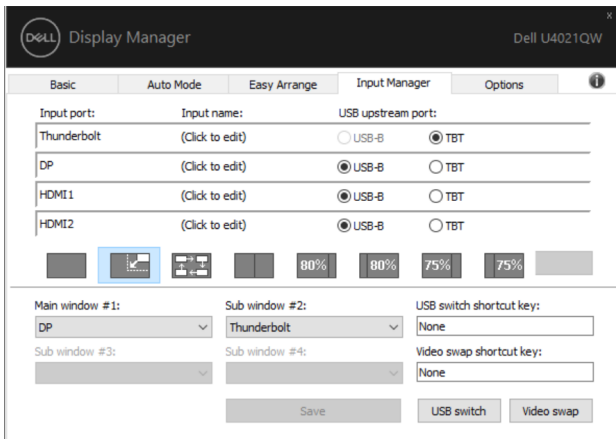 x
DELL Display Manager Dell U4021QW
Basic Auto Mode Easy Arrange Input Manager Options i
Input port: Input name: USB upstream port:
Thunderbolt (Click to edit) USB-B TBT
DP (Click to edit) USB-B TBT
HDMI1 (Click to edit) USB-B TBT
HDMI2 (Click to edit) USB-B TBT
80% 80% 75% 75%
Main window #1: Sub window #2: USB switch shortcut key:
DP Thunderbolt None
Sub window #3: Sub window #4: Video swap shortcut key:
None
Save USB switch Video swap